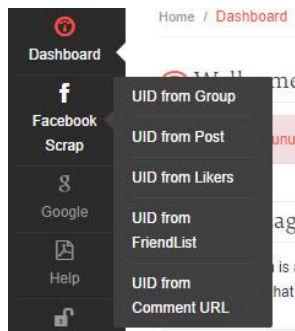 Home / Dashboard
Dashboard
UID from Group
Facebook
Scrap
UID from Post
UID from Likers
Google
UID from
FriendList
Help
UID from
Comment URL